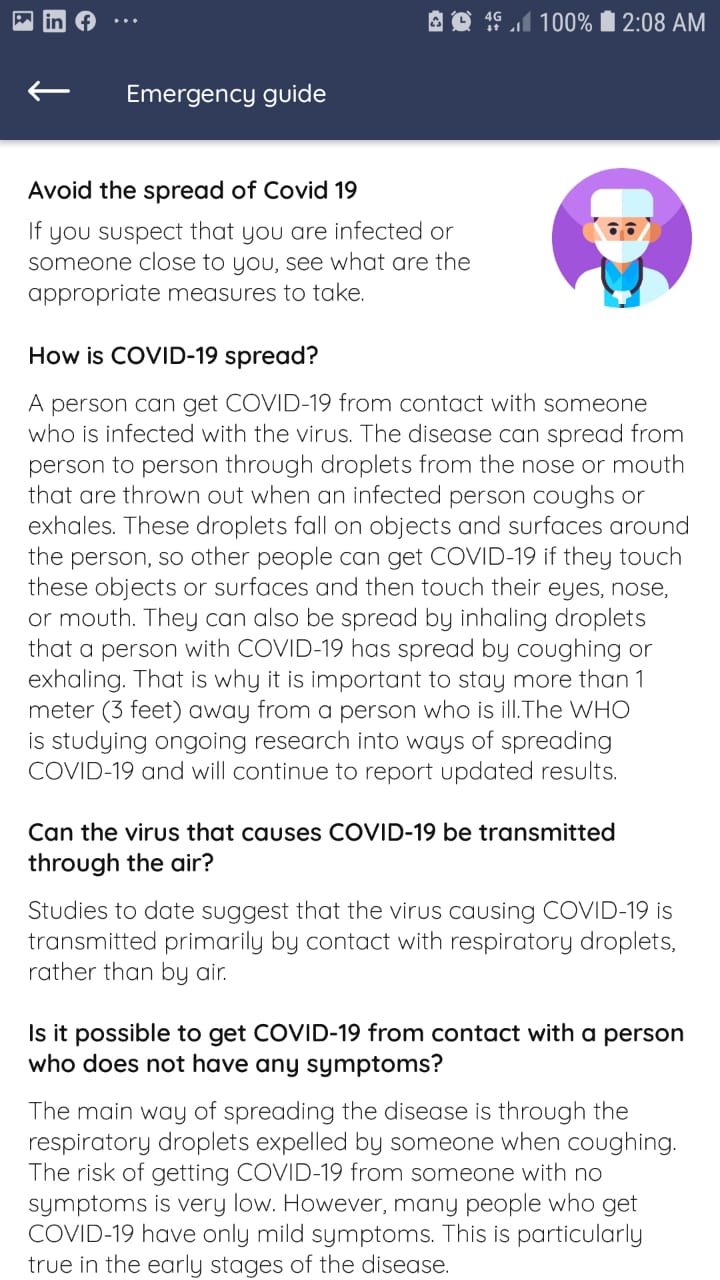 4G 100% 2:08 AM
Emergency guide
Avoid the spread of Covid 19
If you suspect that you are infected or
someone close to you, see what are the
appropriate measures to take.
How is COVID-19 spread?
A person can get COVID-19 from contact with someone
who is infected with the virus. The disease can spread from
person to person through droplets from the nose or mouth
that are thrown out when an infected person coughs or
exhales. These droplets fall on objects and surfaces around
the person, so other people can get COVID-19 if they touch
these objects or surfaces and then touch their eyes, nose,
or mouth. They can also be spread by inhaling droplets
that a person with COVID-19 has spread by coughing or
exhaling. That is why it is important to stay more than 1
meter (3 feet) away from a person who is ill.The WHO
is studying ongoing research into ways of spreading
COVID-19 and will continue to report updated results.
Can the virus that causes COVID-19 be transmitted
through the air?
Studies to date suggest that the virus causing COVID-19 is
transmitted primarily by contact with respiratory droplets,
rather than by air.
Is it possible to get COVID-19 from contact with a person
who does not have any symptoms?
The main way of spreading the disease is through the
respiratory droplets expelled by someone when coughing.
The risk of getting COVID-19 from someone with no
symptoms is very low. However, many people who get
COVID-19 have only mild symptoms. This is particularly
true in the early stages of the disease.